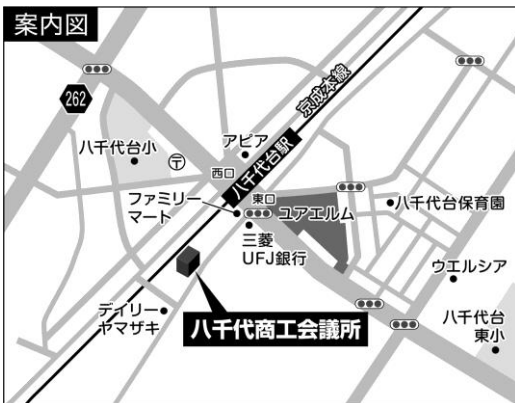 案内図
262
京成本線
アピア
八千代台小
〒
西口
八千代台駅
東口
ファミリー
マート
ユアエルム
八千代台保育園
三菱
UFJ銀行
ウエルシア
デイリー
ヤマザキ
八千代商工会議所
八千代台
東小